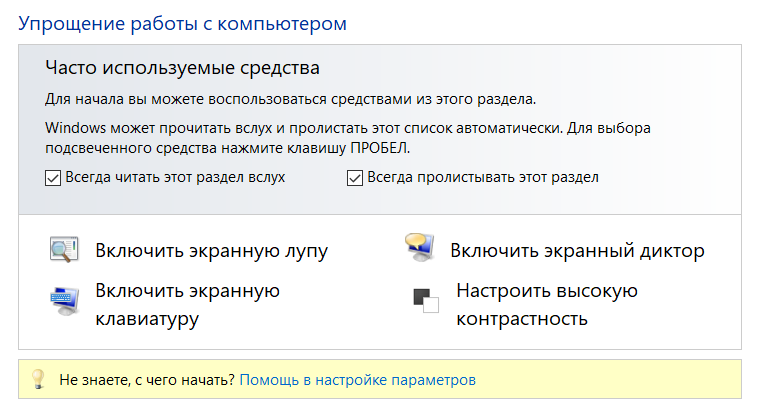 Упрощение работы с компьютером
Часто используемые средства
Для начала вы можете воспользоваться средствами из этого раздела.
Windows может прочитать вслух и пролистать этот список автоматически. Для выбора
подсвеченного средства нажмите клавишу ПРОБЕЛ.
Всегда читать этот раздел вслух
Всегда пролистывать этот раздел
Включить экранную лупу
Включить экранный диктор
Включить экранную
клавиатуру
Настроить высокую
контрастность
Не знаете, с чего начать? Помощь в настройке параметров